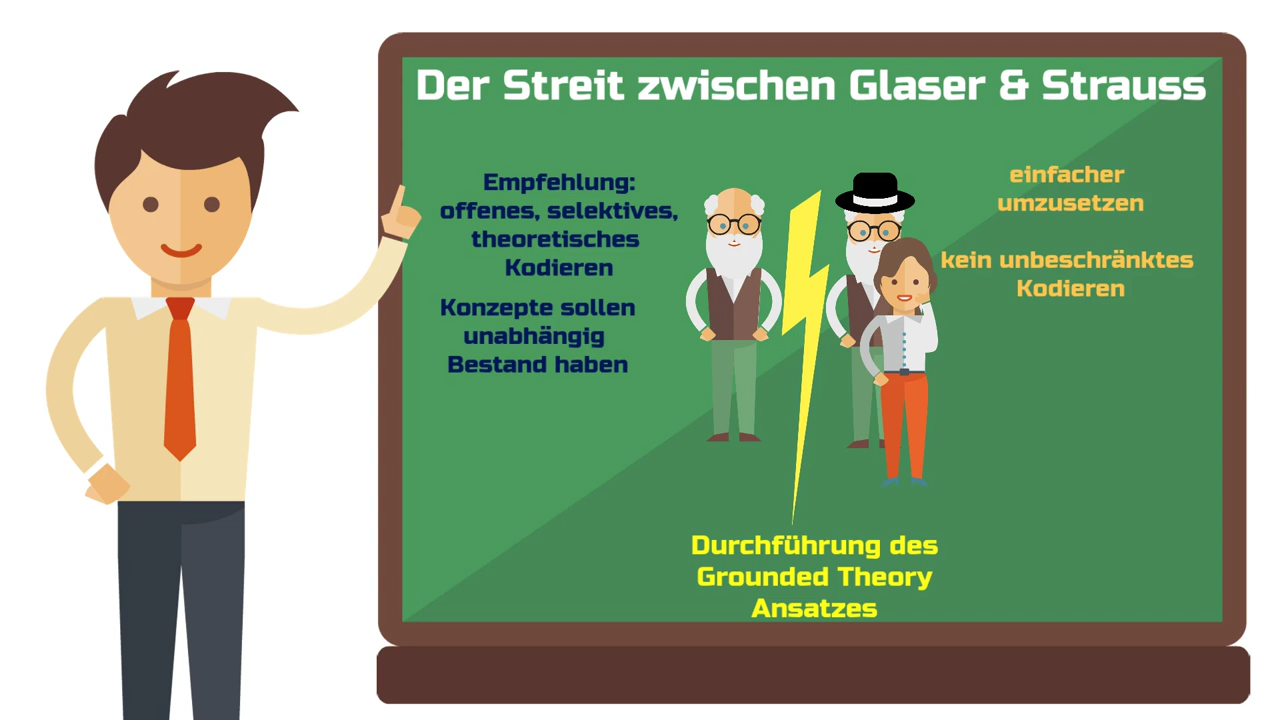 Der Streit zwischen Glaser & Strauss
Empfehlung:
offenes, selektives,
theoretisches
Kodieren
Konzepte sollen
unabhängig
Bestand haben
einfacher
umzusetzen
kein unbeschränktes
Kodieren
Durchführung des
Grounded Theory
Ansatzes